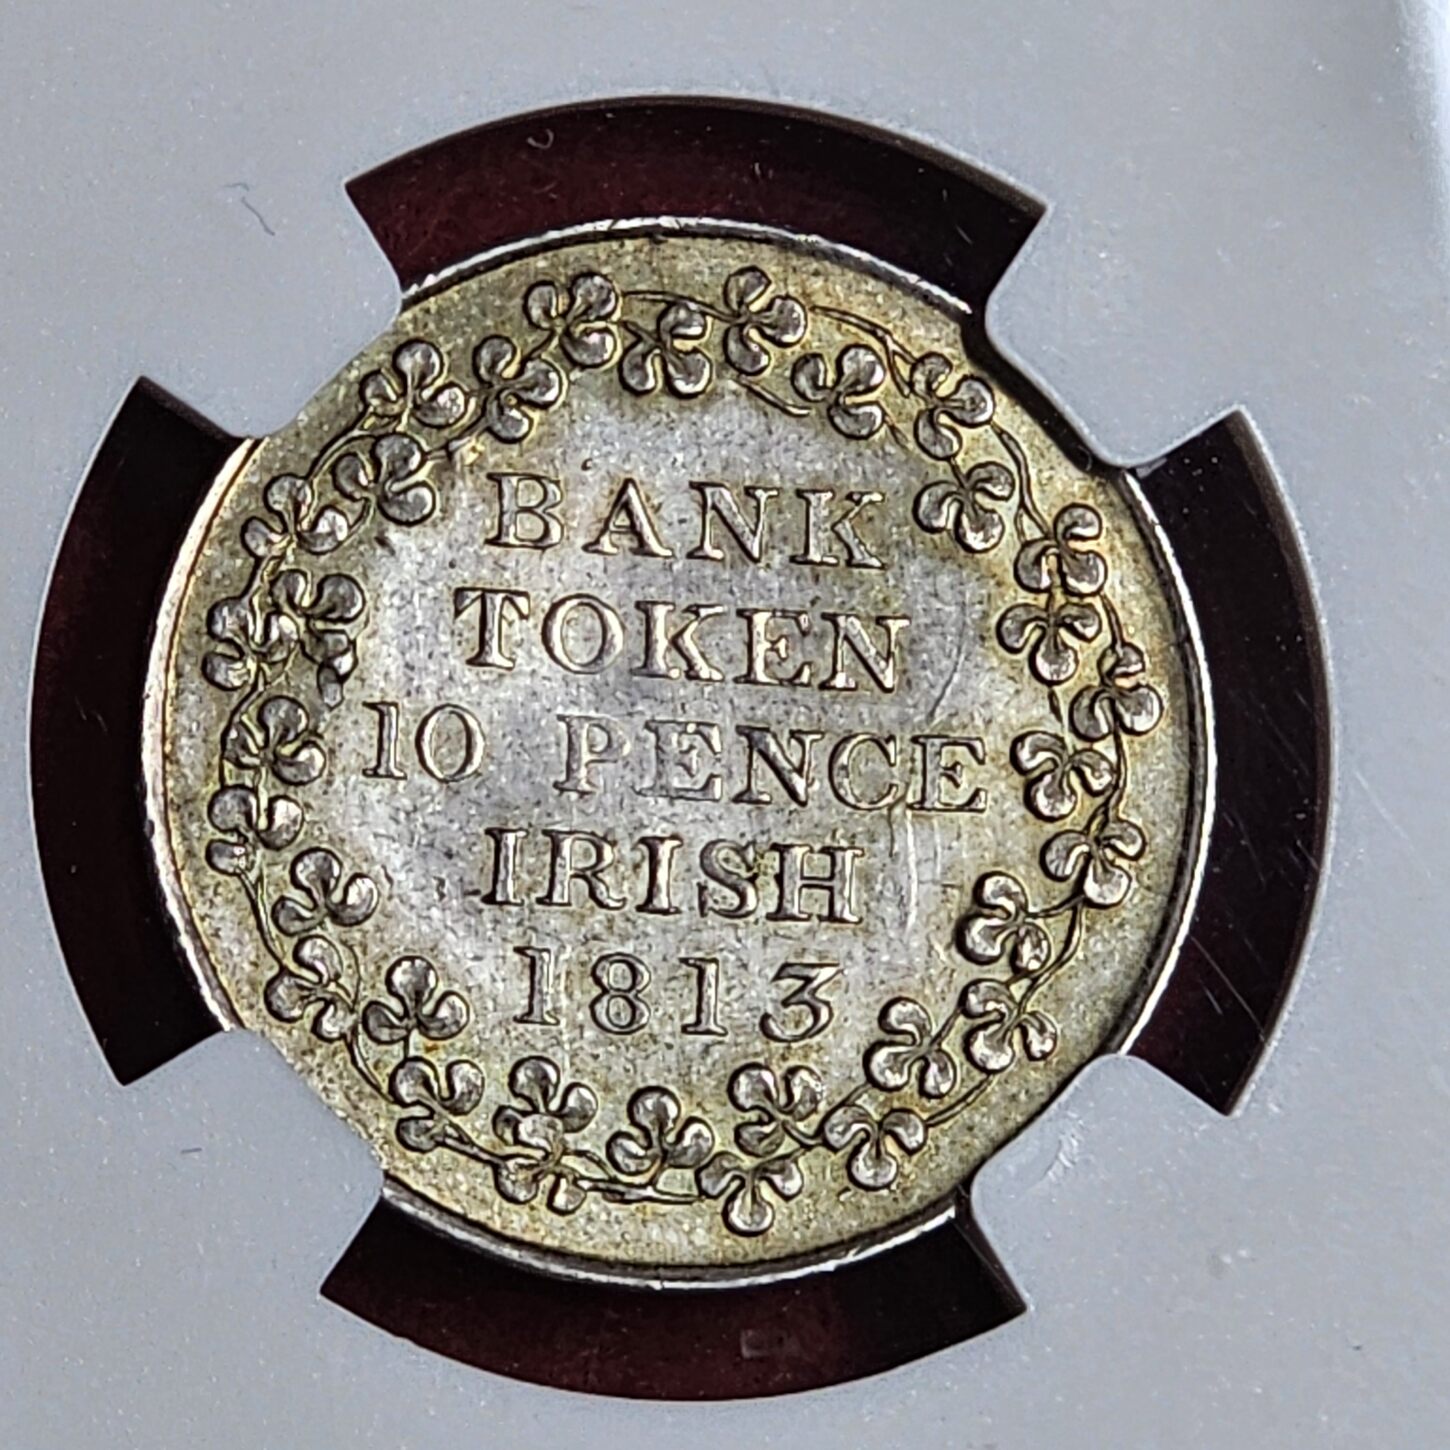 BANK
TOKEN
10 PENCE
IRISH
1813